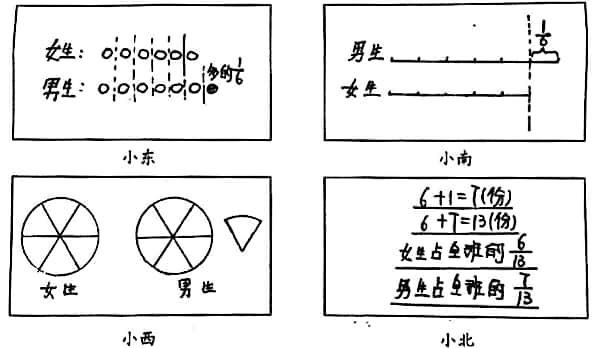 女生:
男生:
多的1/6
小东
1/6
男生
女生
小南
女生
男生
小西
6+1=7(份)
6+7=13(份)
女生占全班的6/13
男生占全班的7/13
小北